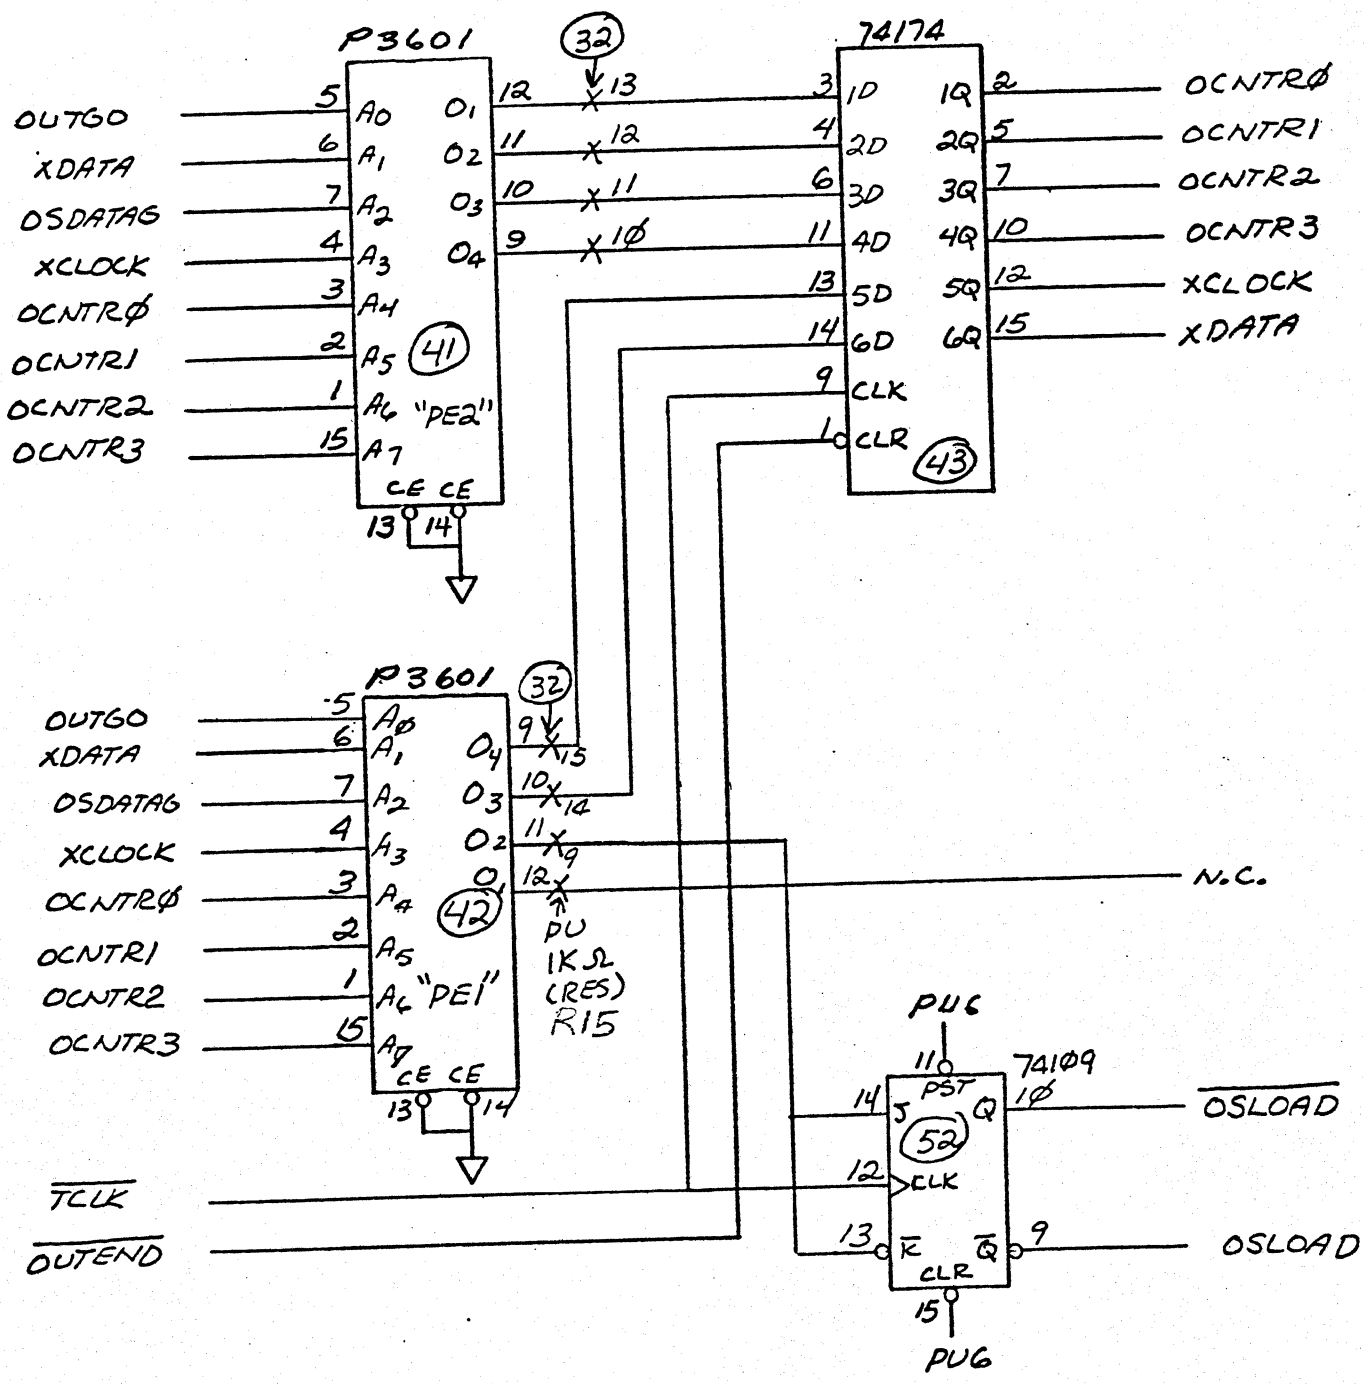 P3601
32
74174
OUTGO 5 A0 O1 12 13 3 1D 1Q 2 OCNTRØ
XDATA 6 A1 O2 11 12 4 2D 2Q 5 OCNTR1
OSDATAG 7 A2 O3 10 11 6 3D 3Q 7 OCNTR2
XCLOCK 4 A3 O4 9 1Ø 11 4D 4Q 10 OCNTR3
OCNTRØ 3 A4 13 5D 5Q 12 XCLOCK
OCNTR1 2 A5 41 14 6D 6Q 15 XDATA
OCNTR2 1 A6 "PE2" 9 CLK
OCNTR3 15 A7 1 CLR
43
CE CE
13 14
P3601
32
OUTGO 5 AØ
XDATA 6 A1 O4 9 15
OSDATAG 7 A2 O3 10 14
XCLOCK 4 A3 O2 11 9
OCNTRØ 3 A4 O1 12 N.C.
42
PU
1K Ω
(RES)
R15
OCNTR1 2 A5
OCNTR2 1 A6 "PE1"
OCNTR3 15 A7
CE CE
13 14
PU6
11 PST 74109
14 J Q 1Ø O̅S̅L̅O̅A̅D̅
52
T̅C̅L̅K̅ 12 CLK
O̅U̅T̅E̅N̅D̅ 13 K̅ Q̅ 9 OSLOAD
CLR
15
PU6